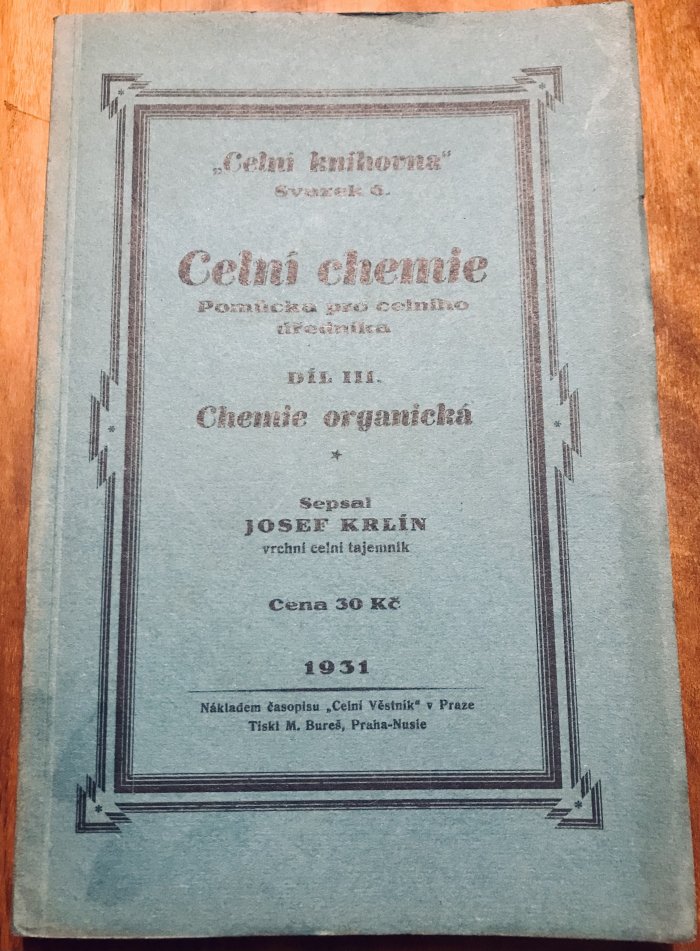 „Celní knihovna“
Svazek 6.
Celní chemie
Pomůcka pro celního
úředníka
DÍL III.
Chemie organická
Sepsal
JOSEF KRLÍN
vrchní celní tajemník
Cena 30 Kč
1931
Nákladem časopisu „Celní Věstník“ v Praze
Tiskl M. Bureš, Praha-Nusle